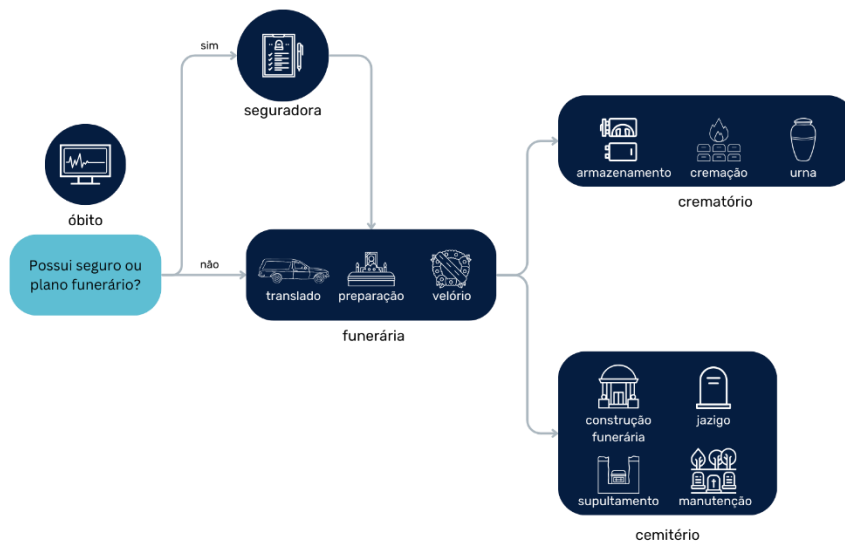 sim
seguradora
óbito
Possui seguro ou
plano funerário?
não
translado preparação velório
funerária
armazenamento cremação urna
crematório
construção
funerária
jazigo
supultamento manutenção
cemitério